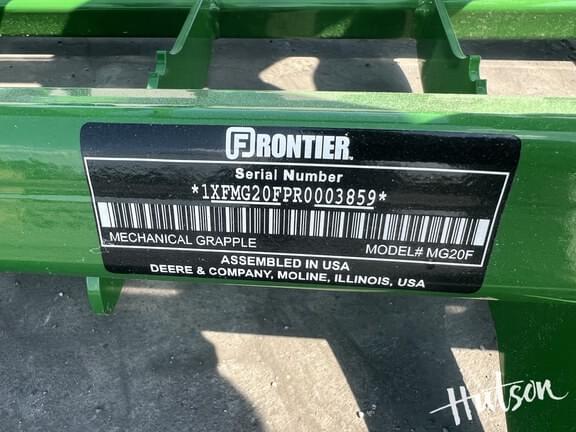 FRONTIER
Serial Number
*1XFMG20FPR0003859*
MECHANICAL GRAPPLE MODEL# MG20F
ASSEMBLED IN USA
DEERE & COMPANY, MOLINE, ILLINOIS, USA
Hutson